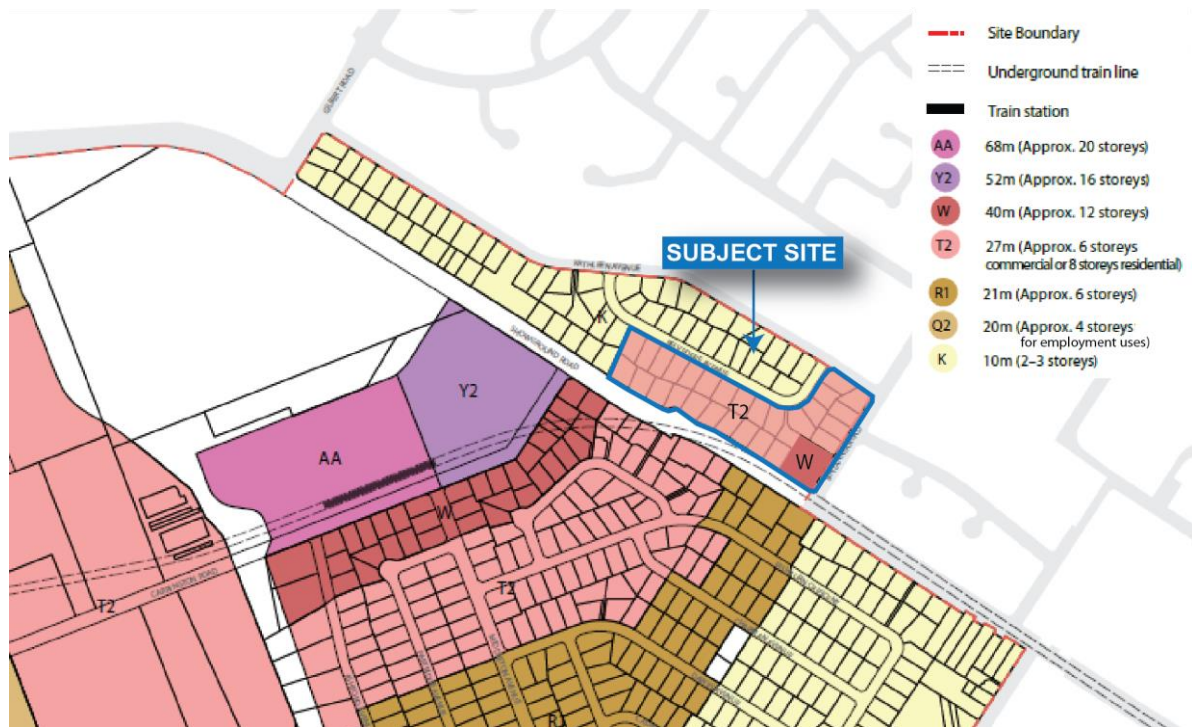 Site Boundary
Underground train line
Train station
AA
68m (Approx. 20 storeys)
Y2
52m (Approx. 16 storeys)
W
40m (Approx. 12 storeys)
T2
27m (Approx. 6 storeys
commercial or 8 storeys residential)
R1
21m (Approx. 6 storeys)
Q2
20m (Approx. 4 storeys
for employment uses)
K
10m (2–3 storeys)
SUBJECT SITE
K
SHOWGROUND ROAD
Y2
T2
W
AA
W
T2
CARRINGTON ROAD
T2
R1